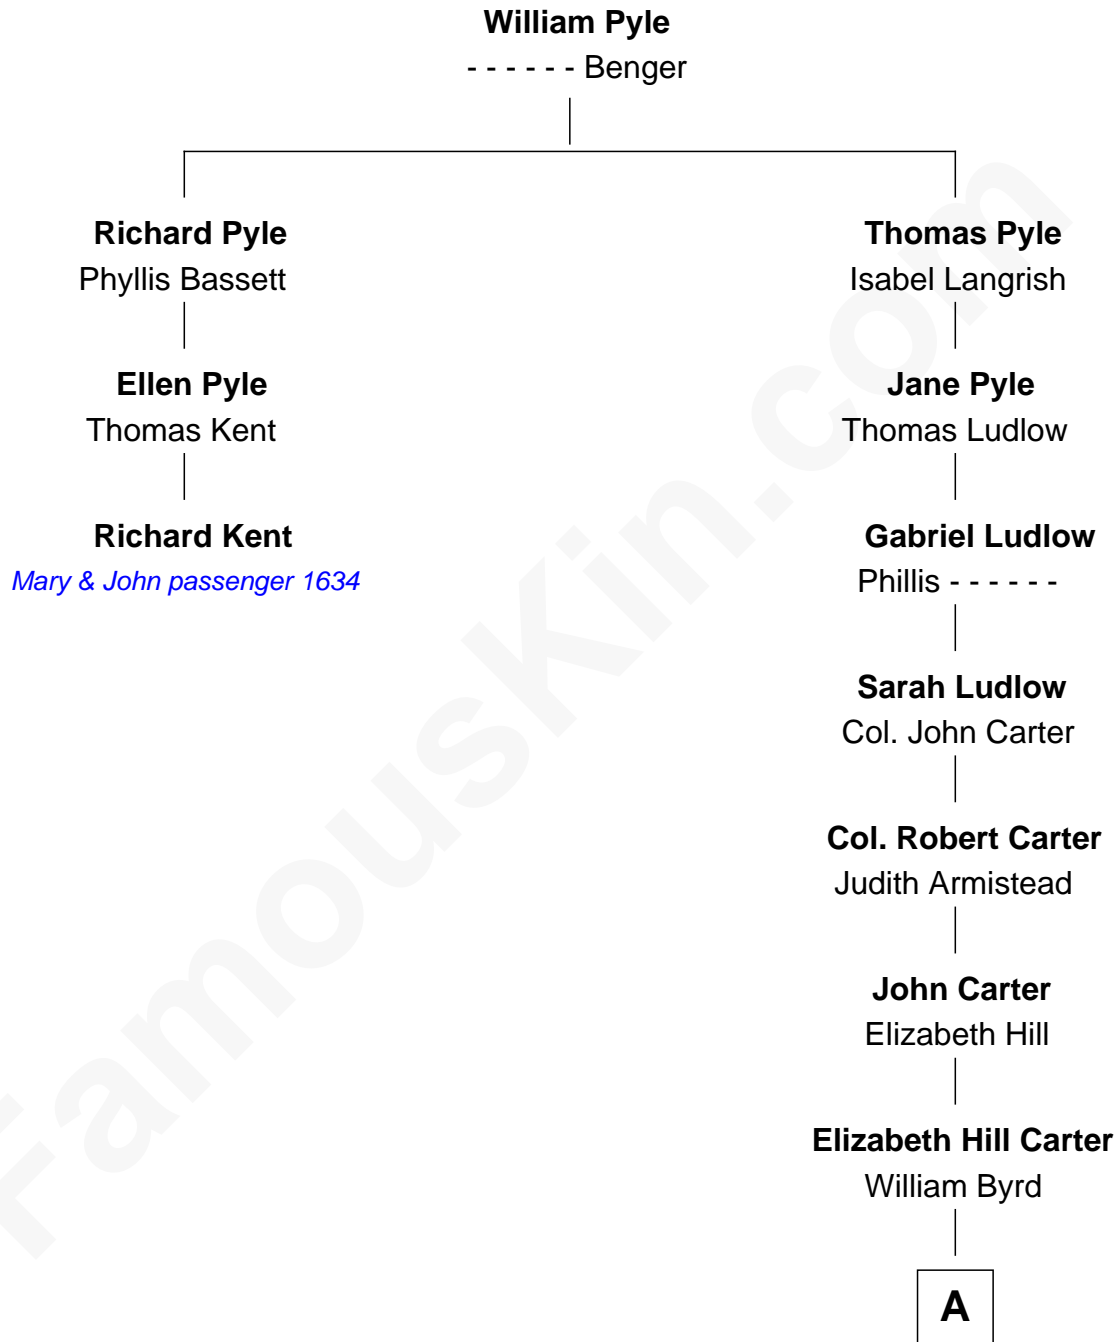 William Pyle
- - - - - - Benger
Richard Pyle
Phyllis Bassett
Thomas Pyle
Isabel Langrish
Ellen Pyle
Thomas Kent
Jane Pyle
Thomas Ludlow
Richard Kent
Mary & John passenger 1634
Gabriel Ludlow
Phillis - - - - - -
Sarah Ludlow
Col. John Carter
Col. Robert Carter
Judith Armistead
John Carter
Elizabeth Hill
Elizabeth Hill Carter
William Byrd
A
FamousKin.com